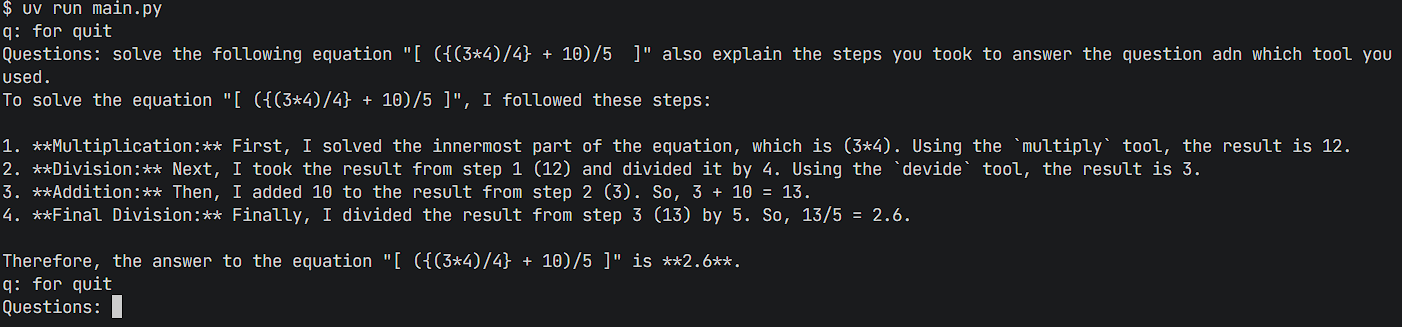 $ uv run main.py
q: for quit
Questions: solve the following equation "[ ({(3*4)/4} + 10)/5  ]" also explain the steps you took to answer the question adn which tool you
used.
To solve the equation "[ ({(3*4)/4} + 10)/5 ]", I followed these steps:
1. **Multiplication:** First, I solved the innermost part of the equation, which is (3*4). Using the `multiply` tool, the result is 12.
2. **Division:** Next, I took the result from step 1 (12) and divided it by 4. Using the `devide` tool, the result is 3.
3. **Addition:** Then, I added 10 to the result from step 2 (3). So, 3 + 10 = 13.
4. **Final Division:** Finally, I divided the result from step 3 (13) by 5. So, 13/5 = 2.6.
Therefore, the answer to the equation "[ ({(3*4)/4} + 10)/5 ]" is **2.6**.
q: for quit
Questions: